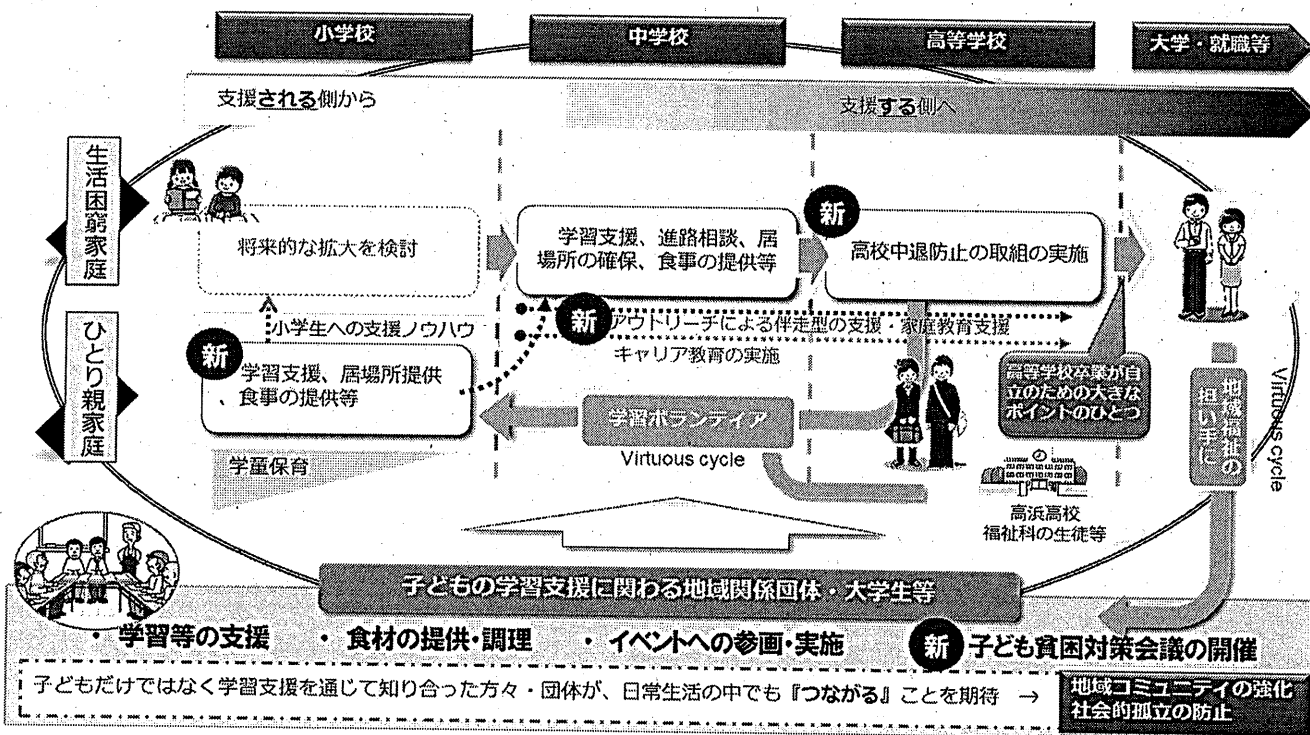 小学校
中学校
高等学校
大学・就職等
支援される側から
支援する側へ
生活困窮家庭
将来的な拡大を検討
学習支援、進路相談、居
場所の確保、食事の提供等
新
高校中退防止の取組の実施
小学生への支援ノウハウ
新
アウトリーチによる伴走型の支援・家庭教育支援
キャリア教育の実施
ひとり親家庭
新
学習支援、居場所提供
、食事の提供等
高等学校卒業が自
立のための大きな
ポイントのひとつ
学習ボランティア
Virtuous cycle
地域福祉の
担い手に
Virtuous cycle
学童保育
高浜高校
福祉科の生徒等
子どもの学習支援に関わる地域関係団体・大学生等
・ 学習等の支援
・ 食材の提供・調理
・ イベントへの参画・実施
新 子ども貧困対策会議の開催
子どもだけではなく学習支援を通じて知り合った方々・団体が、日常生活の中でも『つながる』ことを期待 →
地域コミュニティの強化
社会的孤立の防止